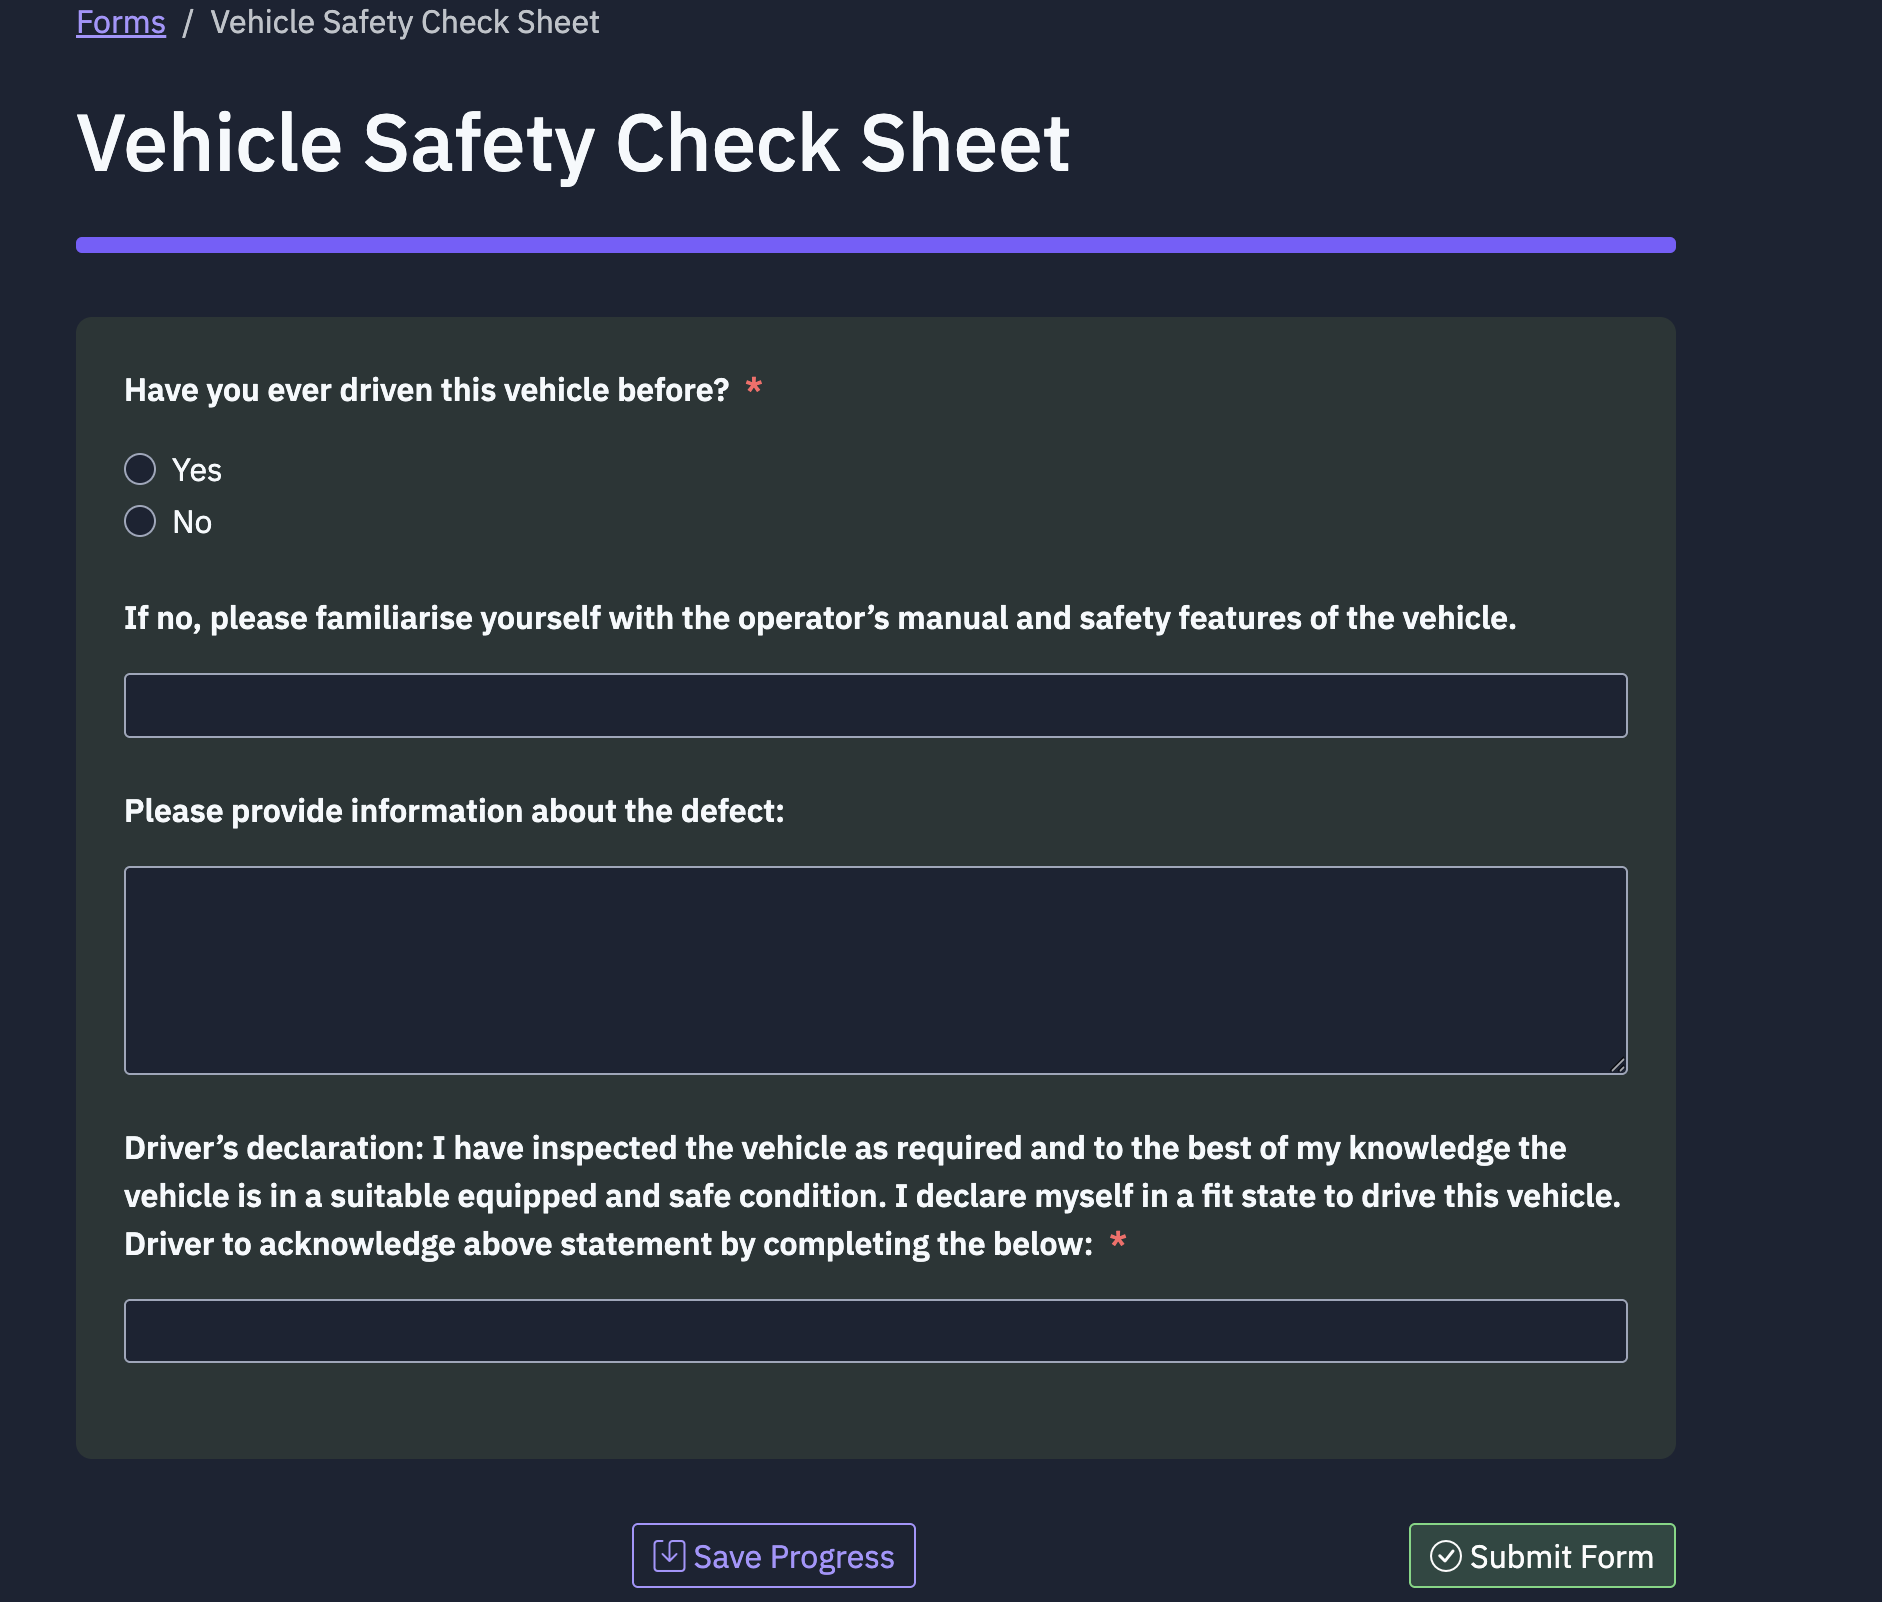 Forms / Vehicle Safety Check Sheet
Vehicle Safety Check Sheet
Have you ever driven this vehicle before? *
Yes
No
If no, please familiarise yourself with the operator’s manual and safety features of the vehicle.
Please provide information about the defect:
Driver’s declaration: I have inspected the vehicle as required and to the best of my knowledge the
vehicle is in a suitable equipped and safe condition. I declare myself in a fit state to drive this vehicle.
Driver to acknowledge above statement by completing the below: *
Save Progress
Submit Form